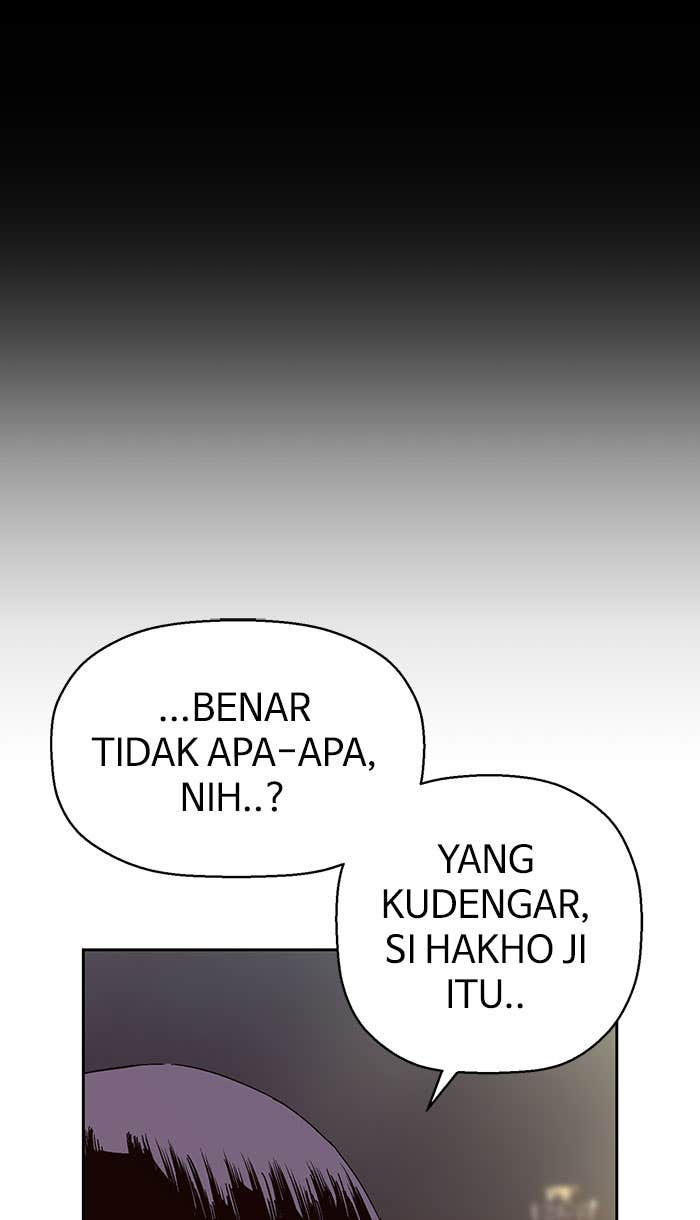 ...BENAR
TIDAK APA-APA,
NIH..?
YANG
KUDENGAR,
SI HAKHO JI
ITU..